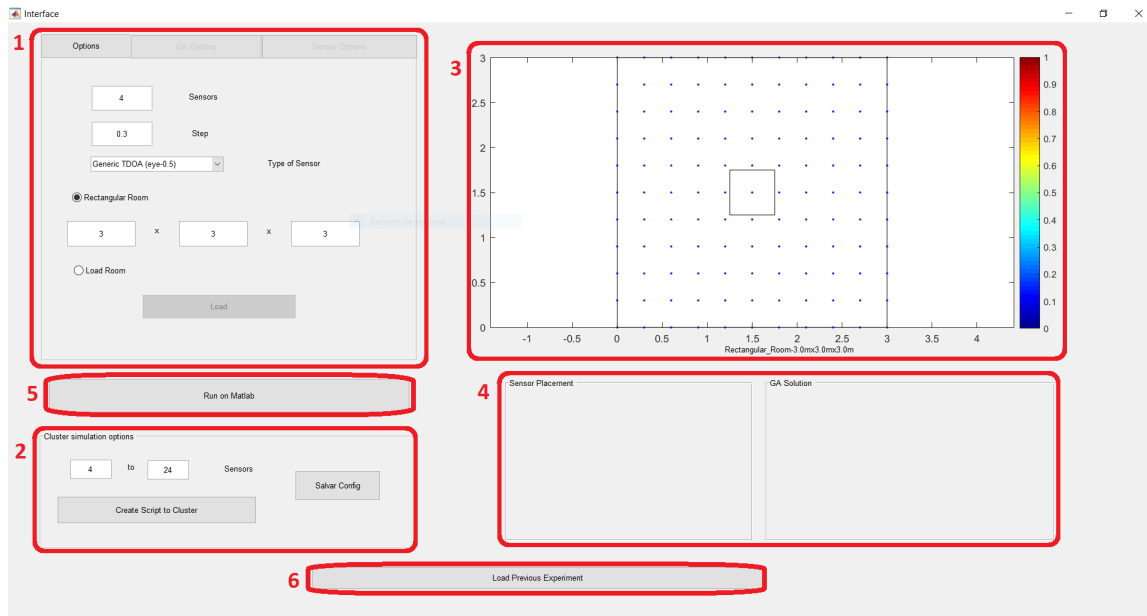 Interface
1
Options
GA Options
Sensor Options
4
Sensors
0.3
Step
Generic TDOA (eye-0.5)
Type of Sensor
Rectangular Room
3
x
3
x
3
Load Room
Load
5
Run on Matlab
2
Cluster simulation options
4
to
24
Sensors
Salvar Config
Create Script to Cluster
3
3
2.5
2
1.5
1
0.5
0
-1
-0.5
0
0.5
1
1.5
2
2.5
3
3.5
4
Rectangular_Room-3.0mx3.0mx3.0m
1
0.9
0.8
0.7
0.6
0.5
0.4
0.3
0.2
0.1
0
4
Sensor Placement
GA Solution
6
Load Previous Experiment